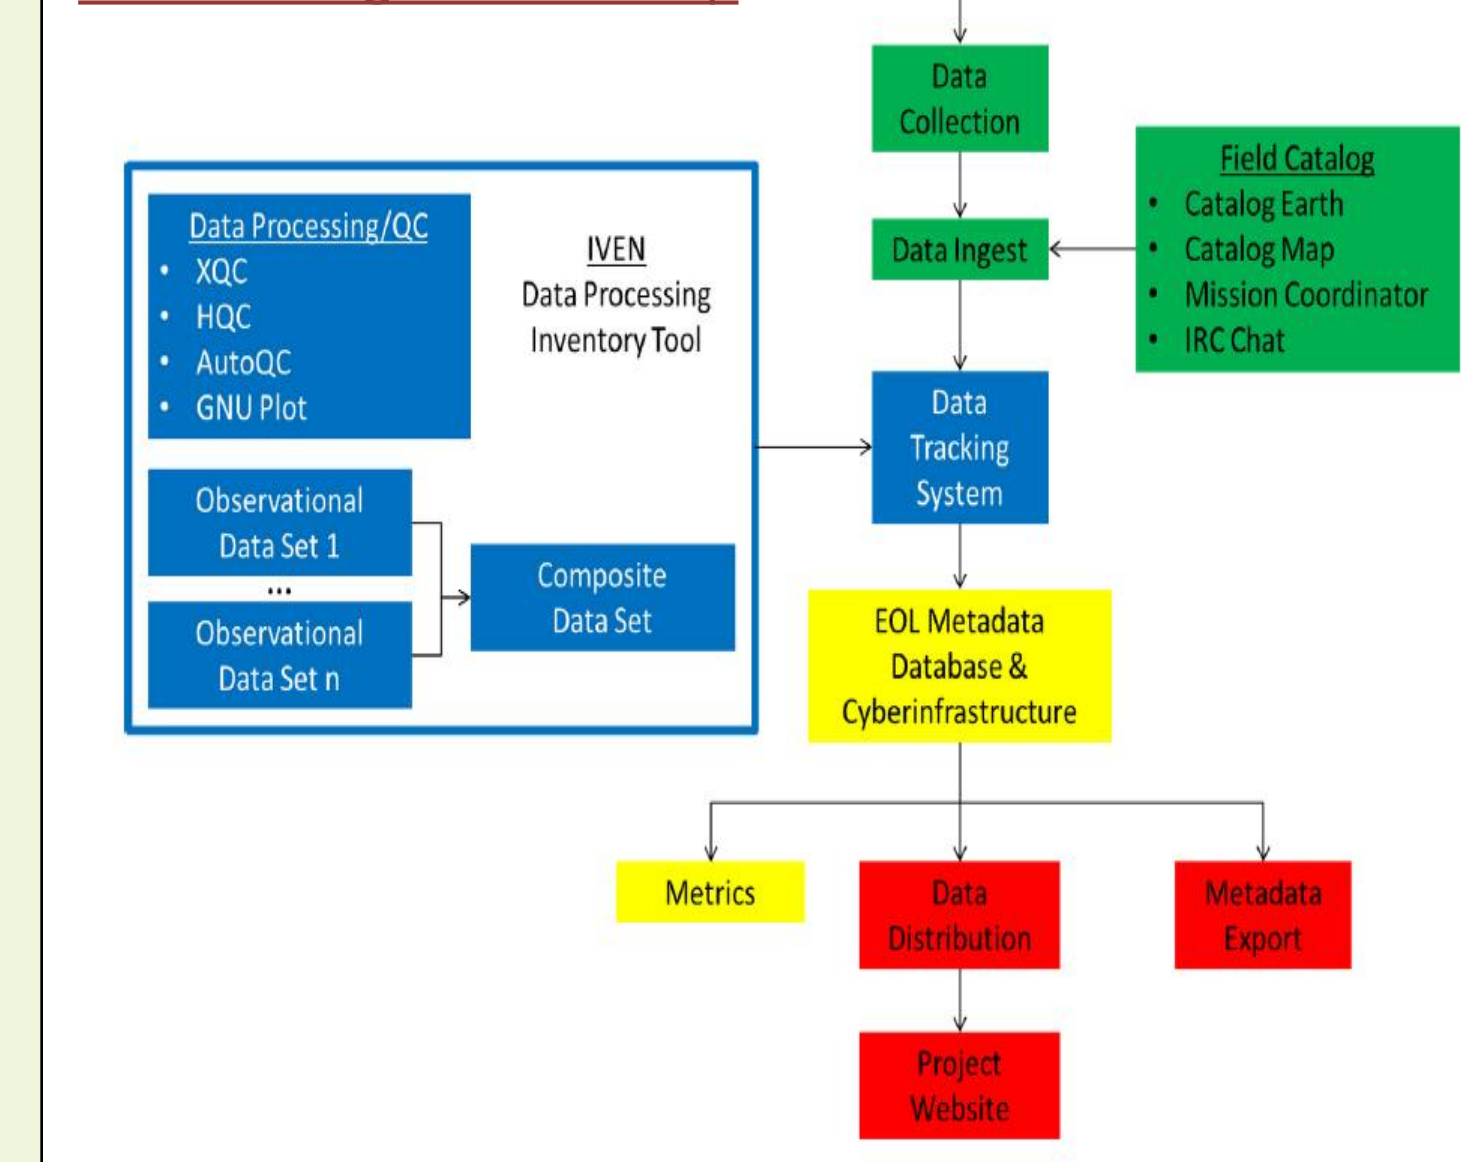 Data
Collection
Field Catalog
• Catalog Earth
• Catalog Map
• Mission Coordinator
• IRC Chat
Data Ingest
Data Processing/QC
• XQC
• HQC
• AutoQC
• GNU Plot
IVEN
Data Processing
Inventory Tool
Data
Tracking
System
Observational
Data Set 1
...
Observational
Data Set n
Composite
Data Set
EOL Metadata
Database &
Cyberinfrastructure
Metrics
Data
Distribution
Metadata
Export
Project
Website